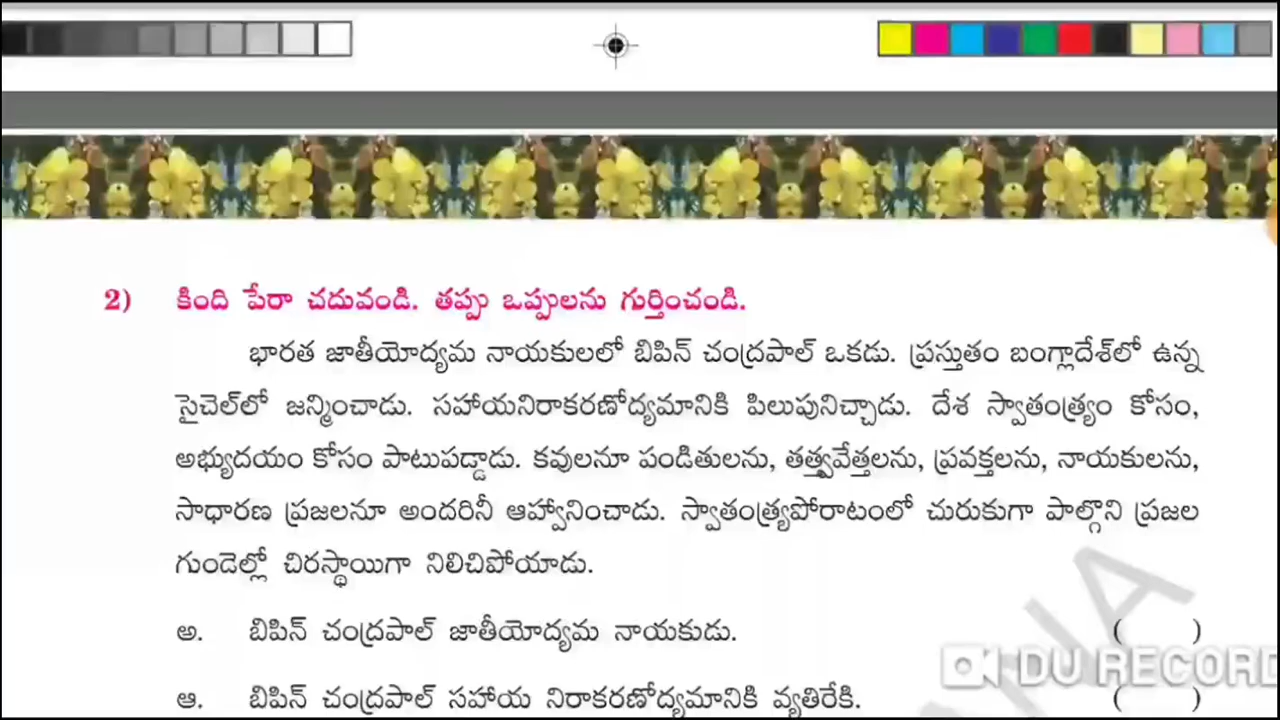 2) కింది పేరా చదువండి. తప్పు ఒప్పులను గుర్తించండి.
భారత జాతీయోద్యమ నాయకులలో బిపిన్ చంద్రపాల్ ఒకడు. ప్రస్తుతం బంగ్లాదేశ్‌లో ఉన్న
సైచెల్‌లో జన్మించాడు. సహాయనిరాకరణోద్యమానికి పిలుపునిచ్చాడు. దేశ స్వాతంత్ర్యం కోసం,
అభ్యుదయం కోసం పాటుపడ్డాడు. కవులనూ పండితులను, తత్త్వవేత్తలను, ప్రవక్తలను, నాయకులను,
సాధారణ ప్రజలనూ అందరినీ ఆహ్వానించాడు. స్వాతంత్ర్యపోరాటంలో చురుకుగా పాల్గొని ప్రజల
గుండెల్లో చిరస్థాయిగా నిలిచిపోయాడు.
అ. బిపిన్ చంద్రపాల్ జాతీయోద్యమ నాయకుడు. ( )
DU RECORD
ఆ. బిపిన్ చంద్రపాల్ సహాయ నిరాకరణోద్యమానికి వ్యతిరేకి. ( )